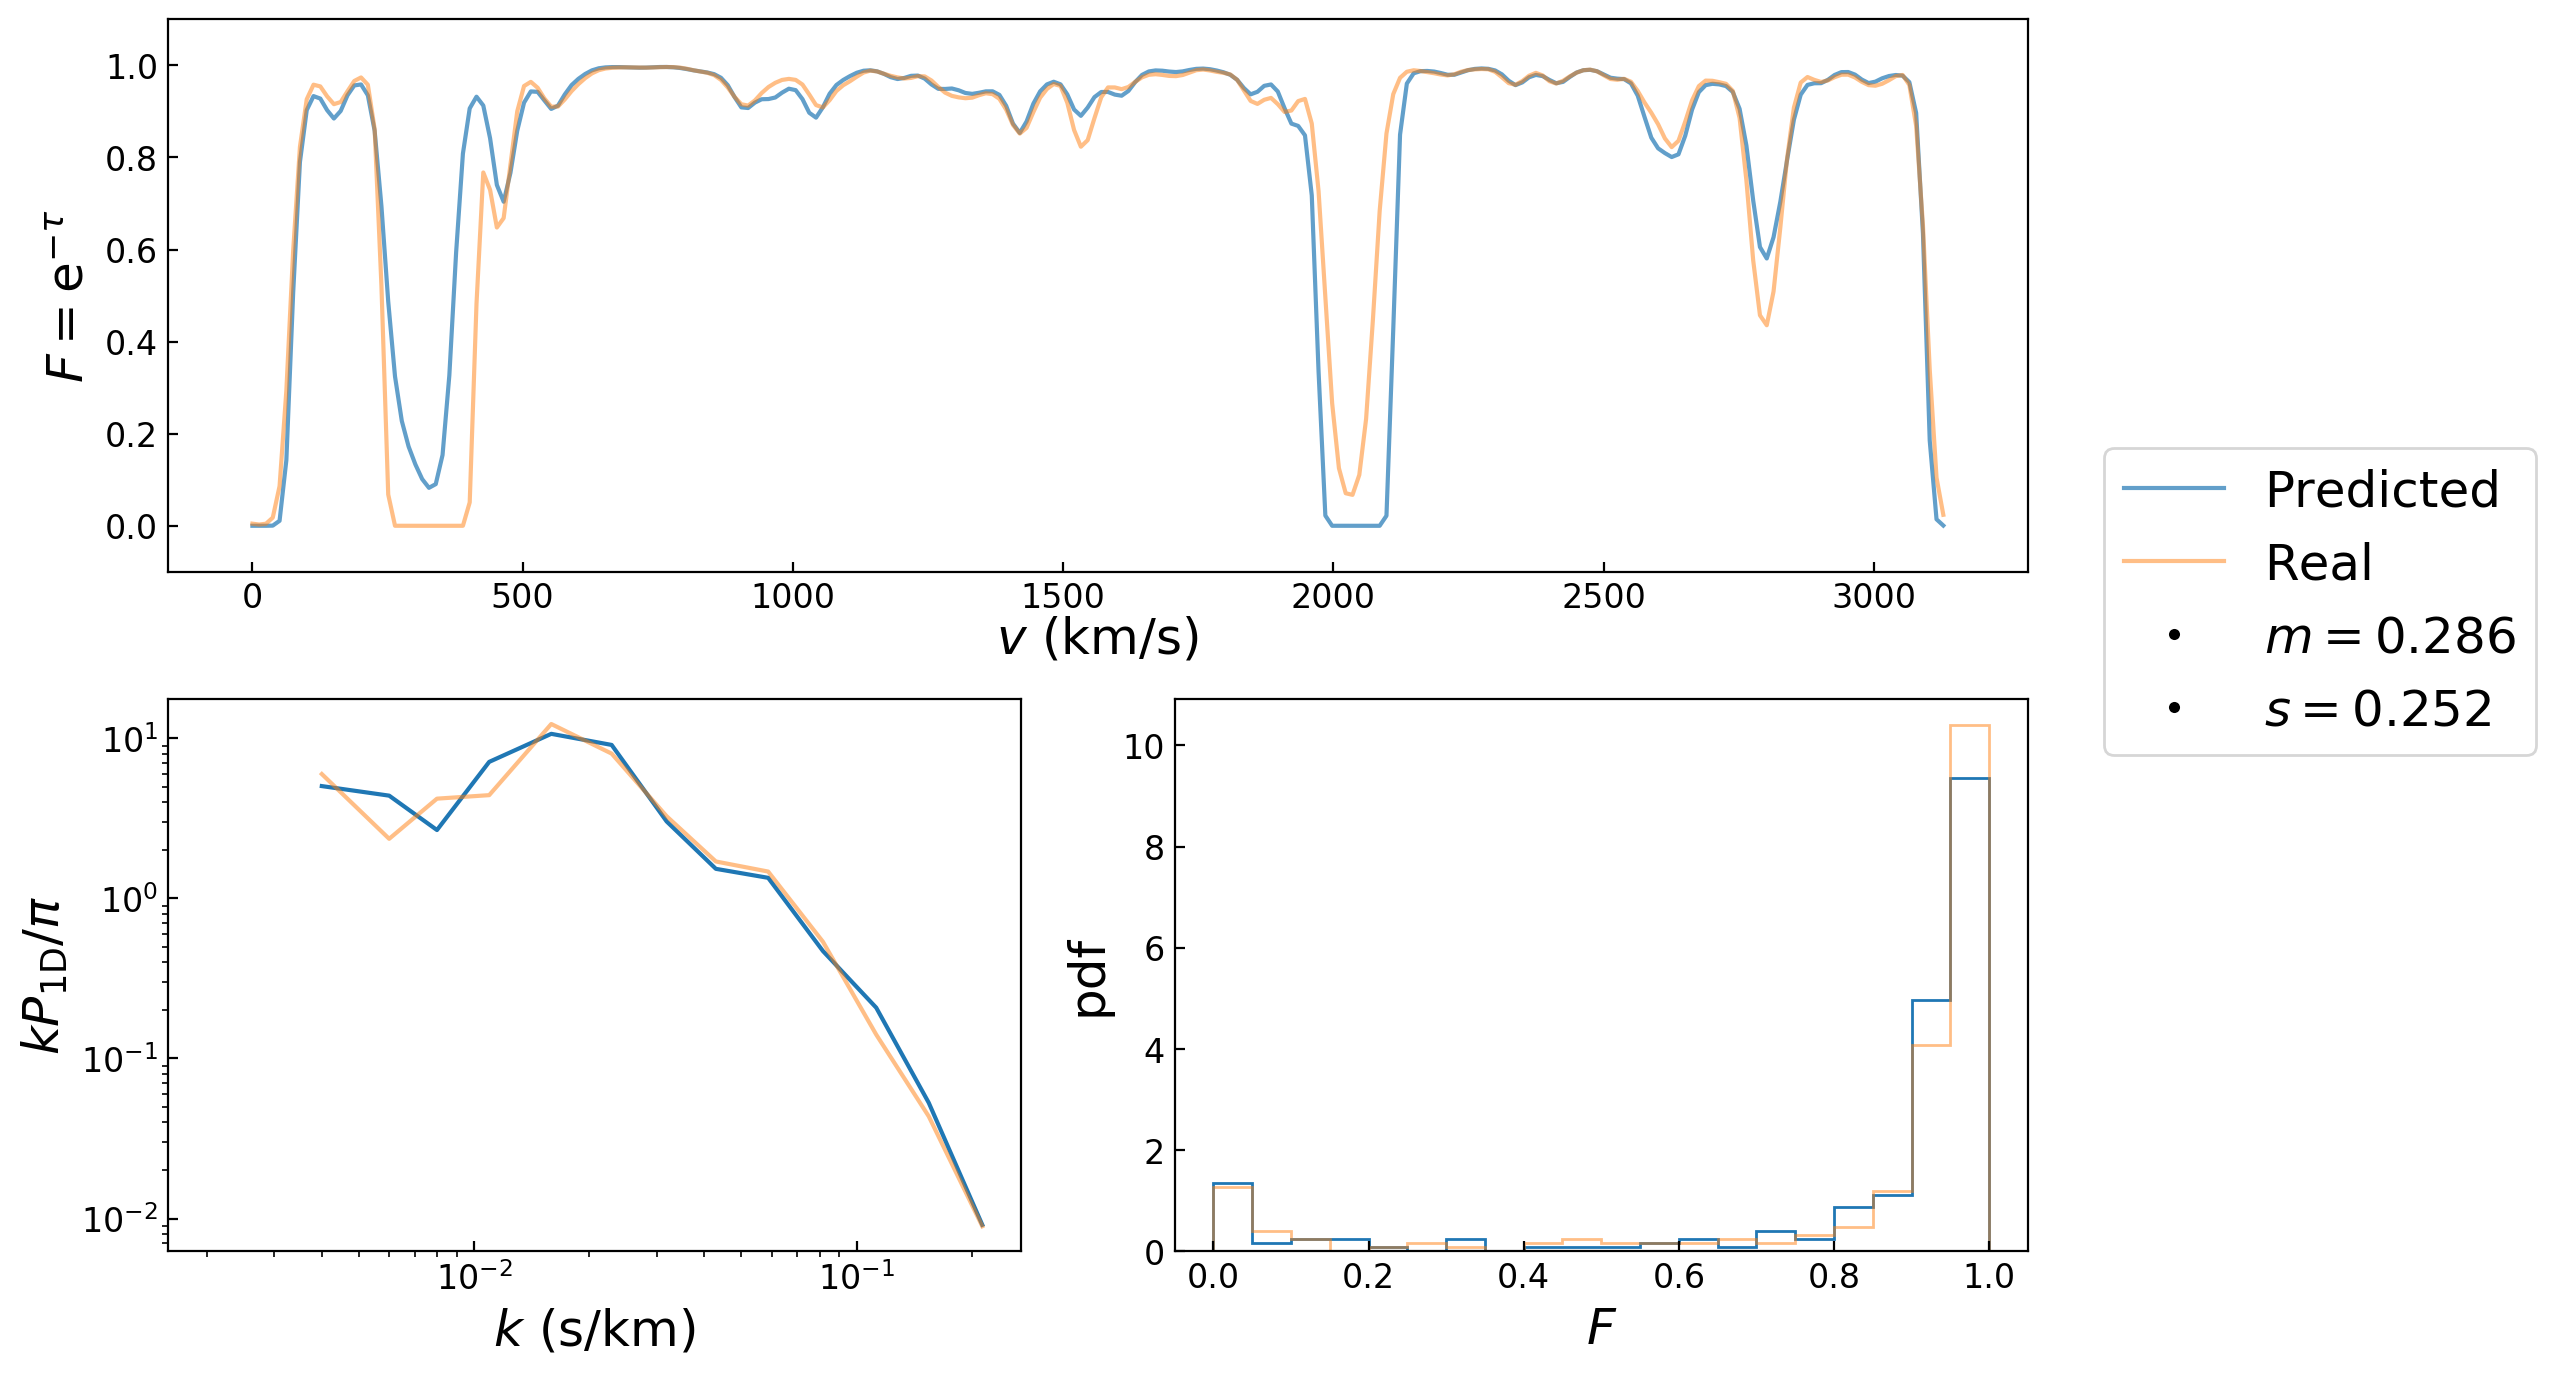 F = e^{−τ}
1.0
0.8
0.6
0.4
0.2
0.0
0 500 1000 1500 2000 2500 3000
v (km/s)
Predicted
Real
m = 0.286
s = 0.252
kP_{1D}/π
10^1
10^0
10^{−1}
10^{−2}
10^{−2} 10^{−1}
k (s/km)
pdf
10
8
6
4
2
0
0.0 0.2 0.4 0.6 0.8 1.0
F